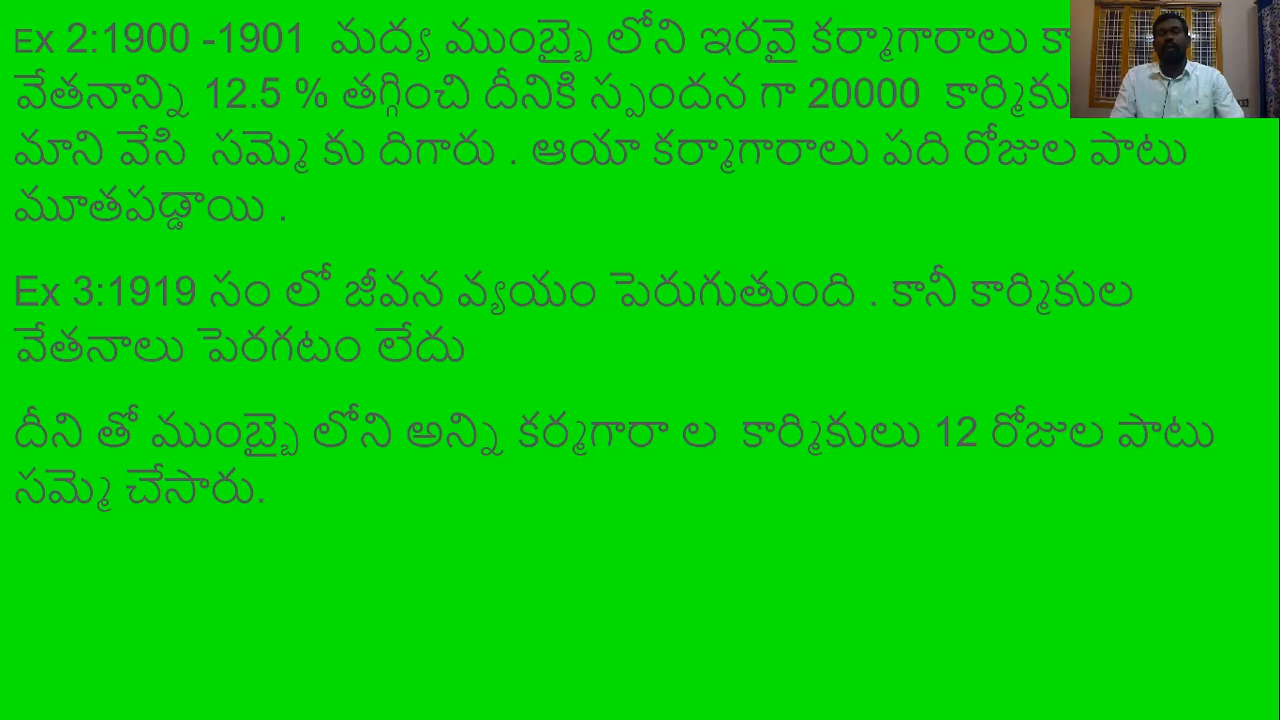 Ex 2:1900 -1901 మద్య ముంబ్బై లోని ఇరవై కర్మాగారాలు
వేతనాన్ని 12.5 % తగ్గించి దీనికి స్పందన గా 20000
మాని వేసి సమ్మె కు దిగారు . ఆయా కర్మాగారాలు పది రోజుల పాటు
మూతపడ్డాయి .
Ex 3:1919 సం లో జీవన వ్యయం పెరుగుతుంది . కానీ కార్మికుల
వేతనాలు పెరగటం లేదు
దీని తో ముంబ్బై లోని అన్ని కర్మగారా ల కార్మికులు 12 రోజుల పాటు
సమ్మె చేసారు.